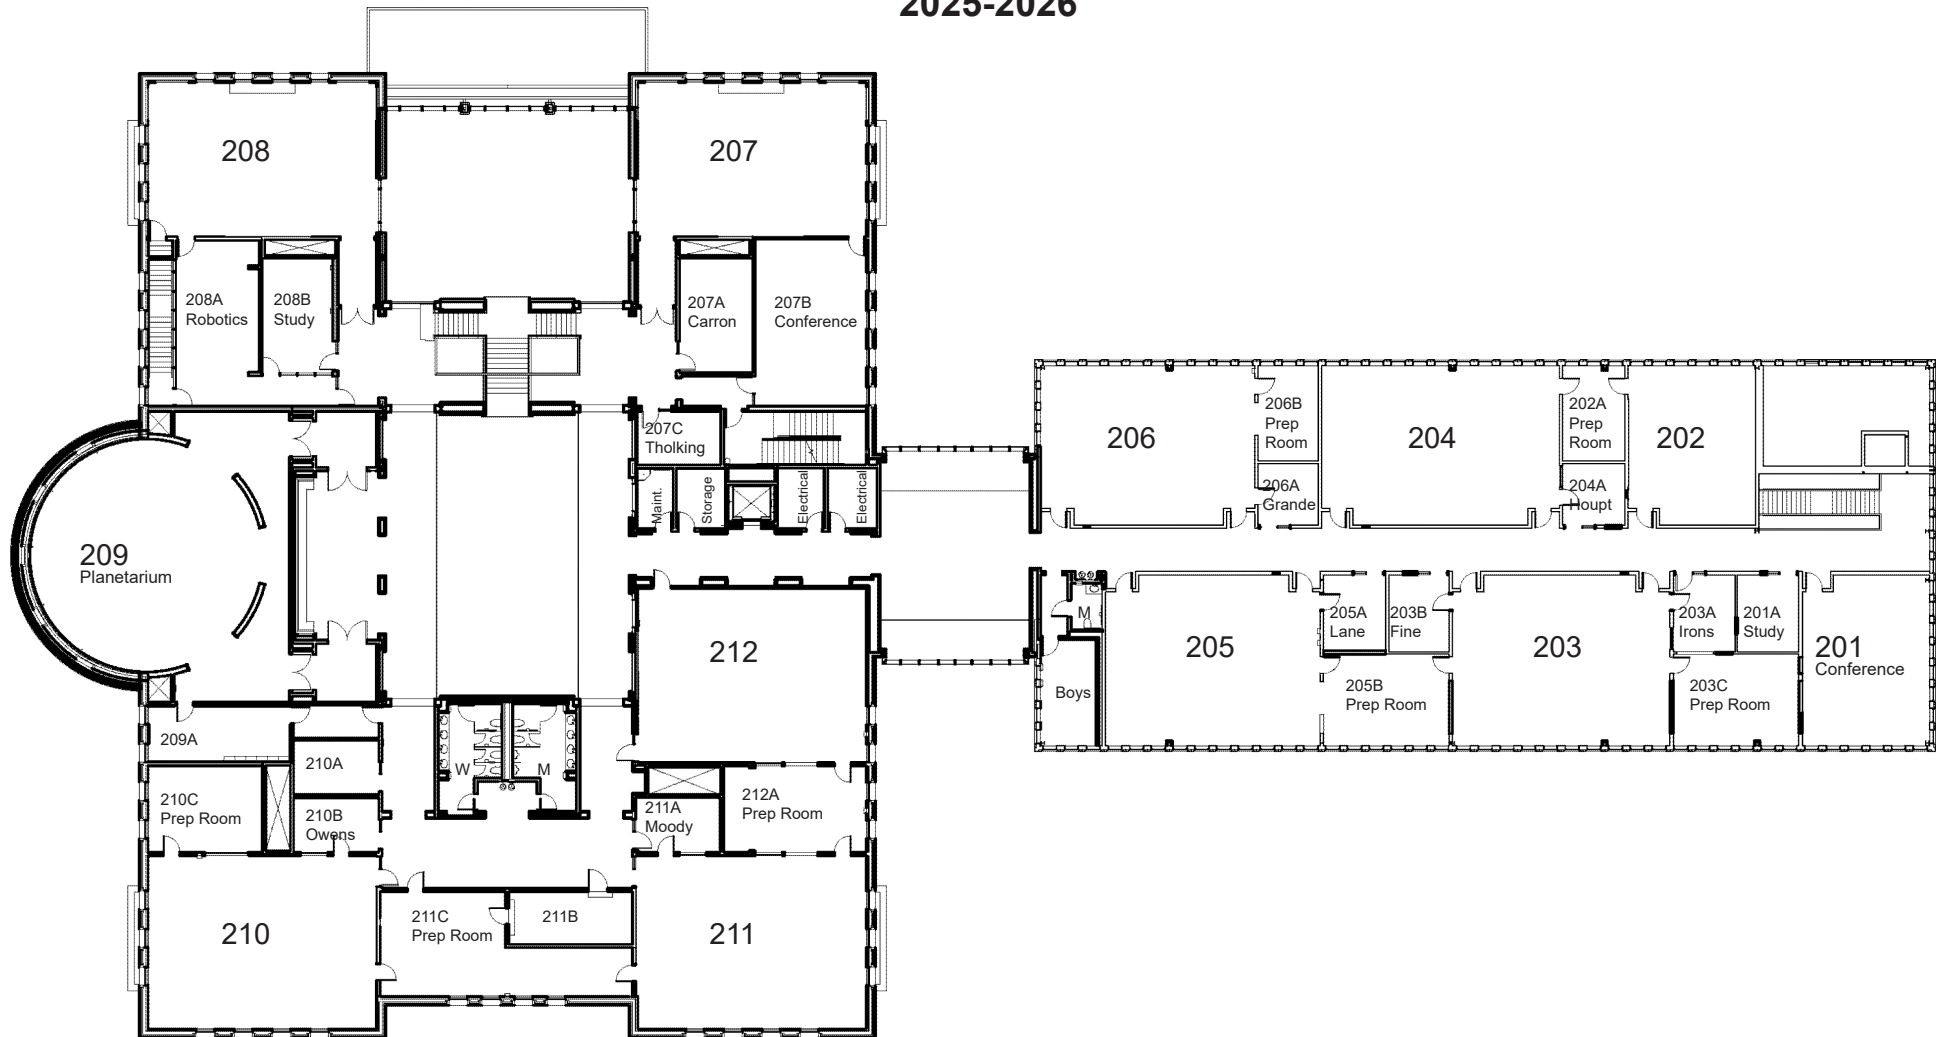 2025-2026
208
207
208A
Robotics
208B
Study
207A
Carron
207B
Conference
207C
Tholking
Maint.
Storage
Electrical
Electrical
206
206B
Prep
Room
206A
Grande
204
202A
Prep
Room
204A
Houpt
202
209
Planetarium
212
M
Boys
205
205A
Lane
203B
Fine
205B
Prep Room
203
203A
Irons
201A
Study
203C
Prep Room
201
Conference
209A
210A
210C
Prep Room
210B
Owens
W
M
211A
Moody
212A
Prep Room
210
211C
Prep Room
211B
211